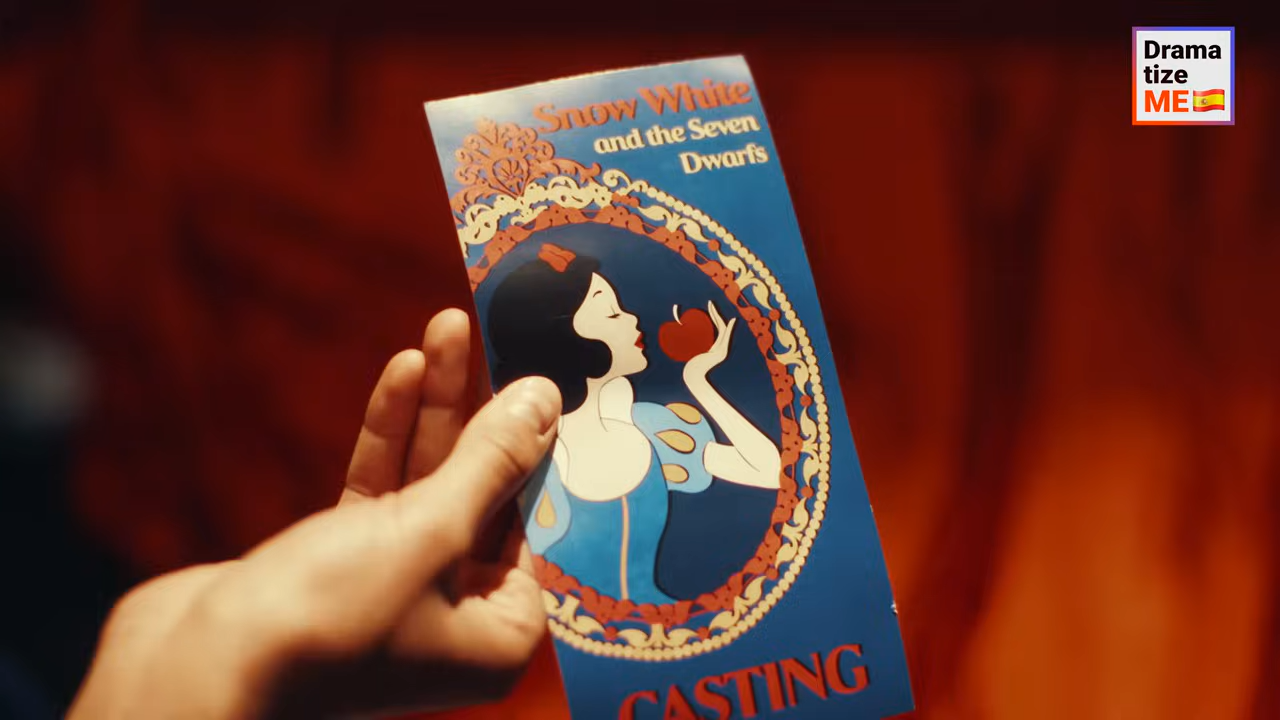 Snow White
and the Seven
Dwarfs
CASTING
Drama
tize
ME